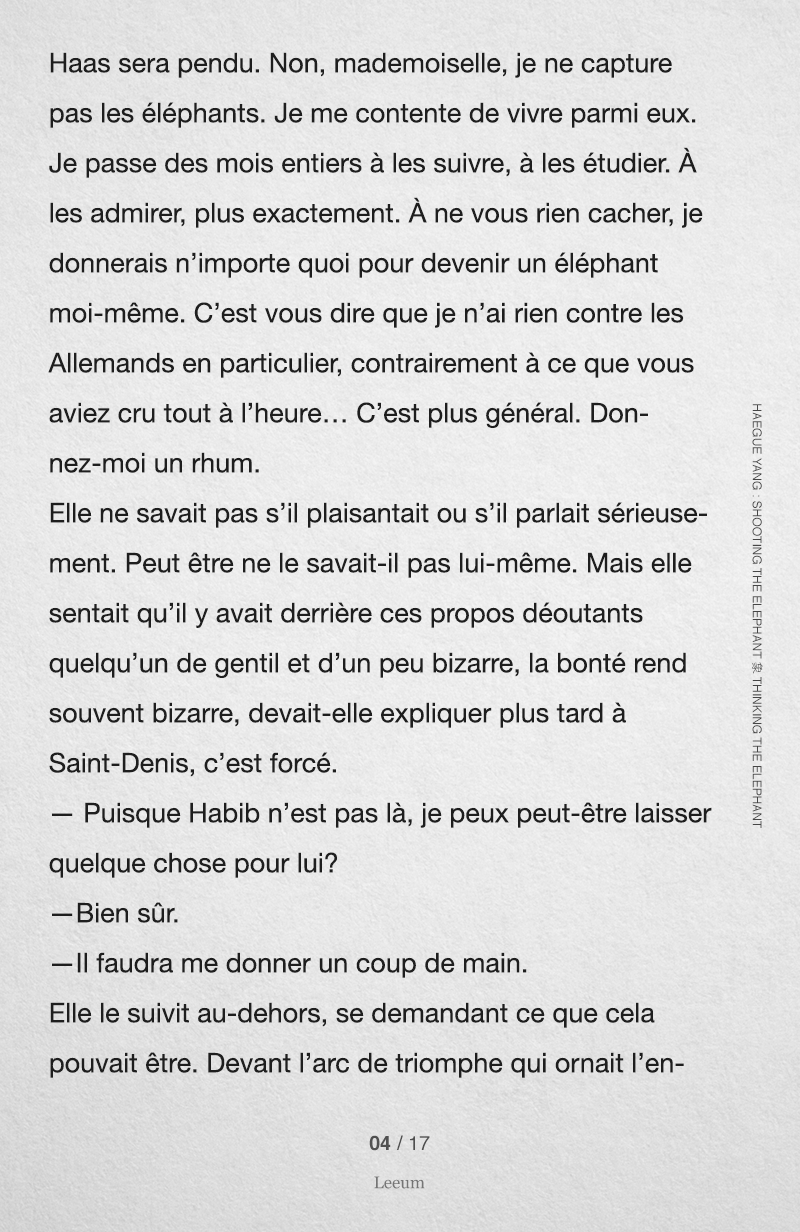 Haas sera pendu. Non, mademoiselle, je ne capture
pas les éléphants. Je me contente de vivre parmi eux.
Je passe des mois entiers à les suivre, à les étudier. À
les admirer, plus exactement. À ne vous rien cacher, je
donnerais n’importe quoi pour devenir un éléphant
moi-même. C’est vous dire que je n’ai rien contre les
Allemands en particulier, contrairement à ce que vous
aviez cru tout à l’heure… C’est plus général. Don-
nez-moi un rhum.
Elle ne savait pas s’il plaisantait ou s’il parlait sérieuse-
ment. Peut être ne le savait-il pas lui-même. Mais elle
sentait qu’il y avait derrière ces propos déoutants
quelqu’un de gentil et d’un peu bizarre, la bonté rend
souvent bizarre, devait-elle expliquer plus tard à
Saint-Denis, c’est forcé.
— Puisque Habib n’est pas là, je peux peut-être laisser
quelque chose pour lui?
—Bien sûr.
—Il faudra me donner un coup de main.
Elle le suivit au-dehors, se demandant ce que cela
pouvait être. Devant l’arc de triomphe qui ornait l’en-
HAEGUE YANG : SHOOTING THE ELEPHANT 象 THINKING THE ELEPHANT
04 / 17
Leeum